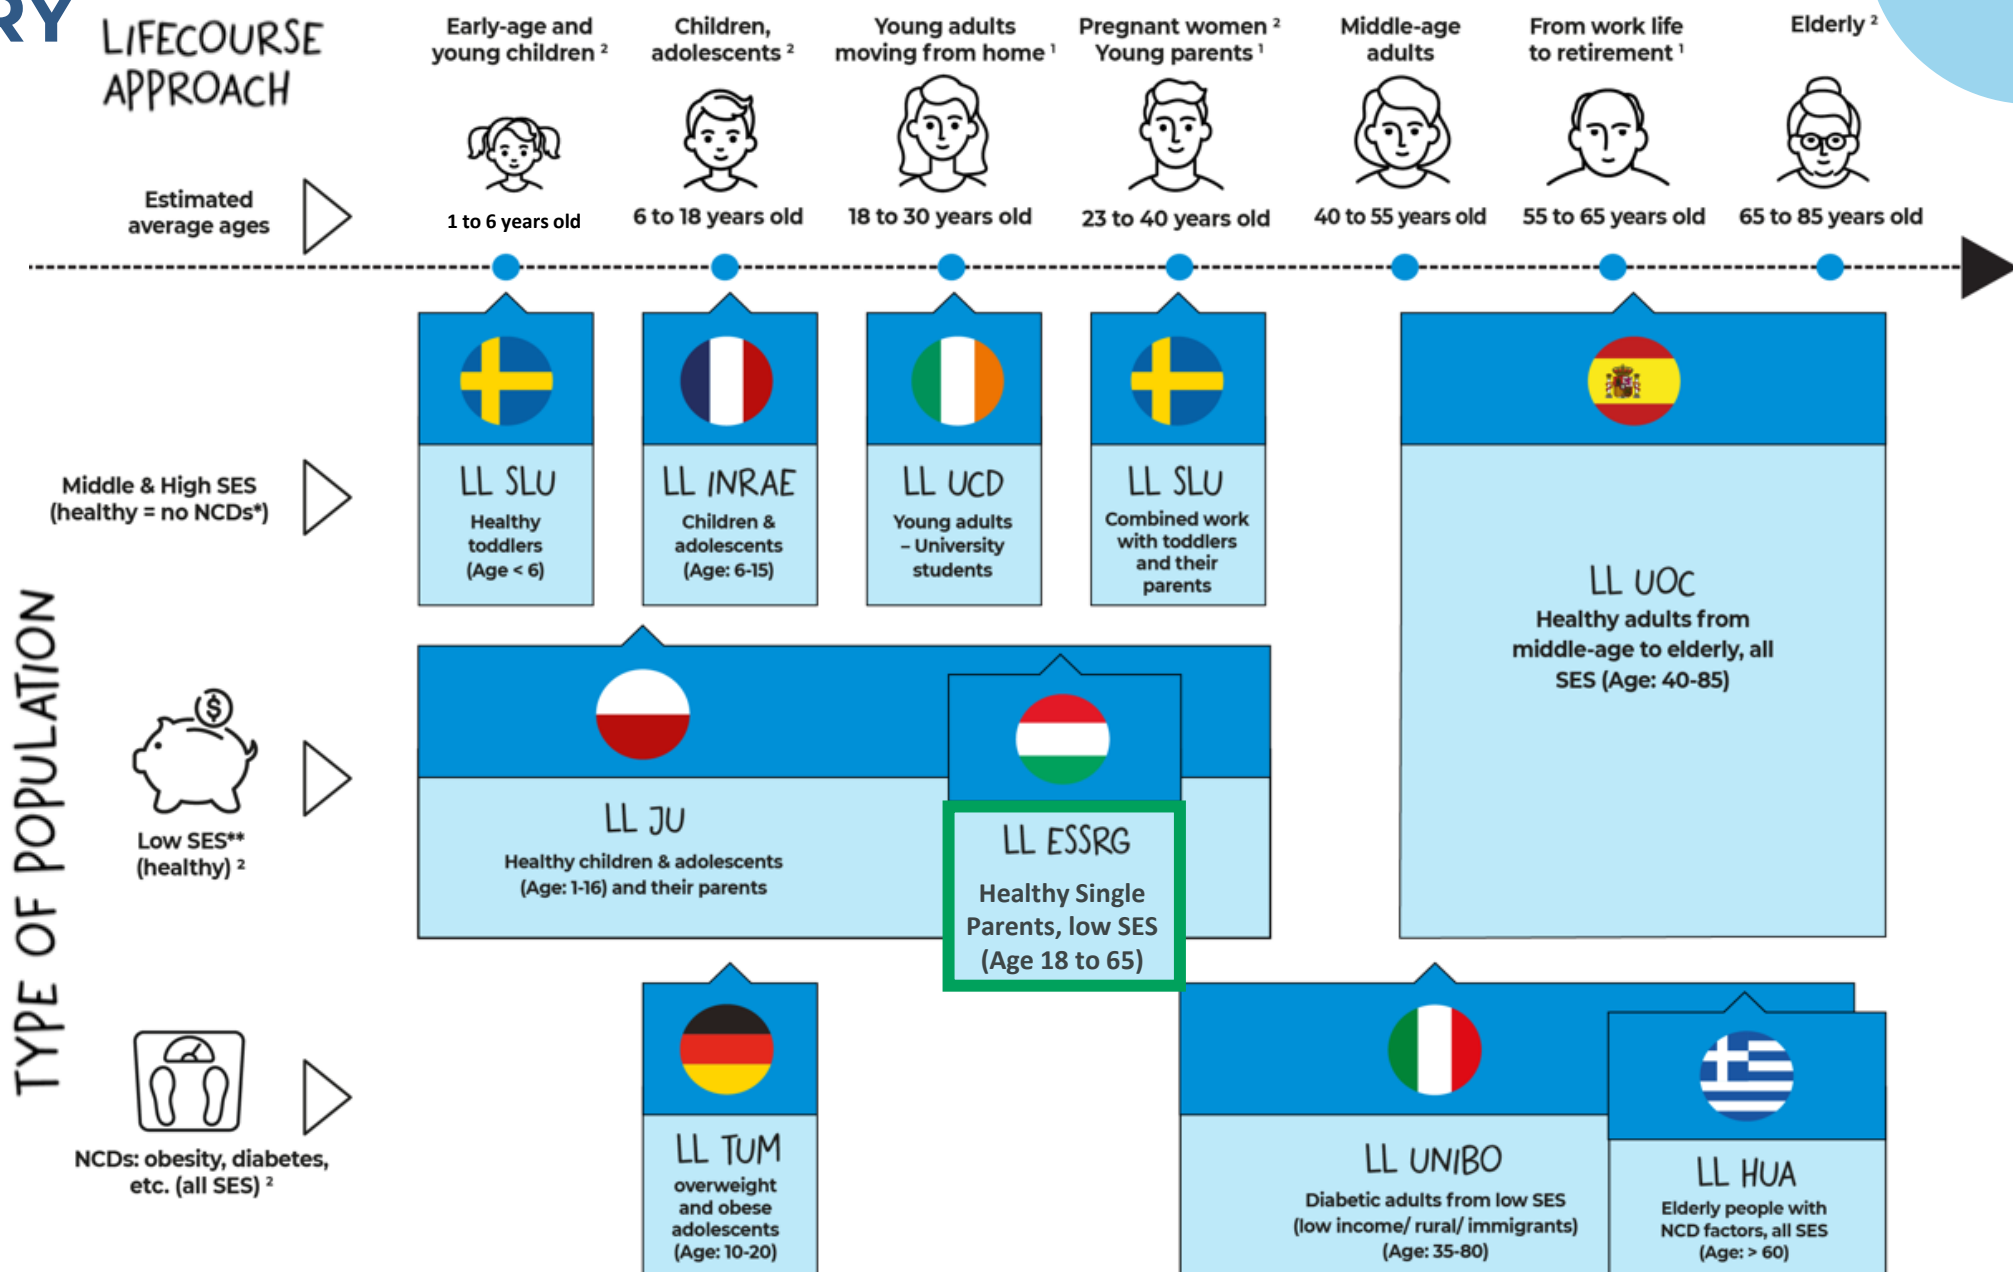 RY
LIFECOURSE
APPROACH
Early-age and
young children ²
Children,
adolescents ²
Young adults
moving from home ¹
Pregnant women ²
Young parents ¹
Middle-age
adults
From work life
to retirement ¹
Elderly ²
Estimated
average ages
1 to 6 years old
6 to 18 years old
18 to 30 years old
23 to 40 years old
40 to 55 years old
55 to 65 years old
65 to 85 years old
TYPE OF POPULATION
Middle & High SES
(healthy = no NCDs*)
LL SLU
Healthy
toddlers
(Age < 6)
LL INRAE
Children &
adolescents
(Age: 6-15)
LL UCD
Young adults
– University
students
LL SLU
Combined work
with toddlers
and their
parents
LL UOC
Healthy adults from
middle-age to elderly, all
SES (Age: 40-85)
$
Low SES**
(healthy) ²
LL JU
Healthy children & adolescents
(Age: 1-16) and their parents
LL ESSRG
Healthy Single
Parents, low SES
(Age 18 to 65)
NCDs: obesity, diabetes,
etc. (all SES) ²
LL TUM
overweight
and obese
adolescents
(Age: 10-20)
LL UNIBO
Diabetic adults from low SES
(low income/ rural/ immigrants)
(Age: 35-80)
LL HUA
Elderly people with
NCD factors, all SES
(Age: > 60)